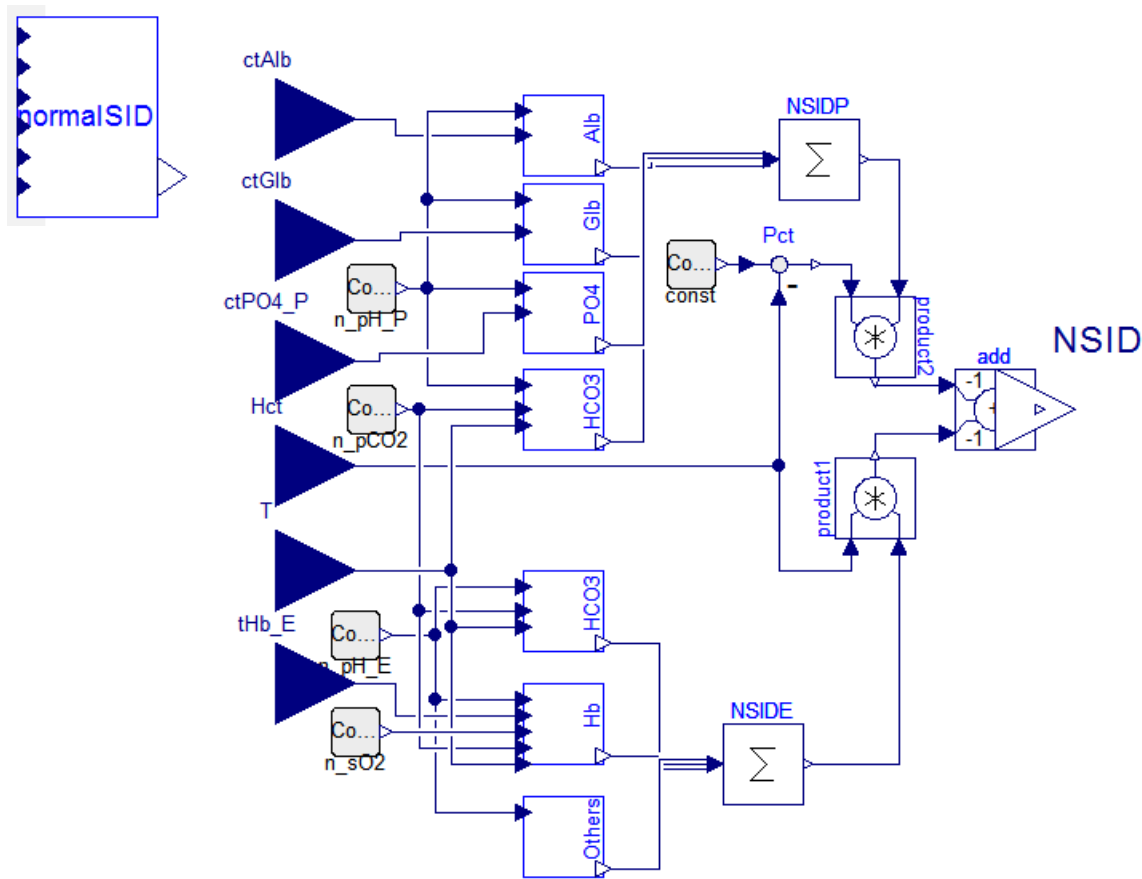 normalSID
ctAlb
ctGlb
ctPO4_P
Hct
T
tHb_E
Co...
n_pH_P
Co...
n_pCO2
Co...
n_pH_E
Co...
n_sO2
Alb
Glb
PO4
HCO3
HCO3
Hb
Others
NSIDP
Σ
Co...
const
Pct
-
product2
*
add
-1
+
-1
NSID
product1
*
NSIDE
Σ